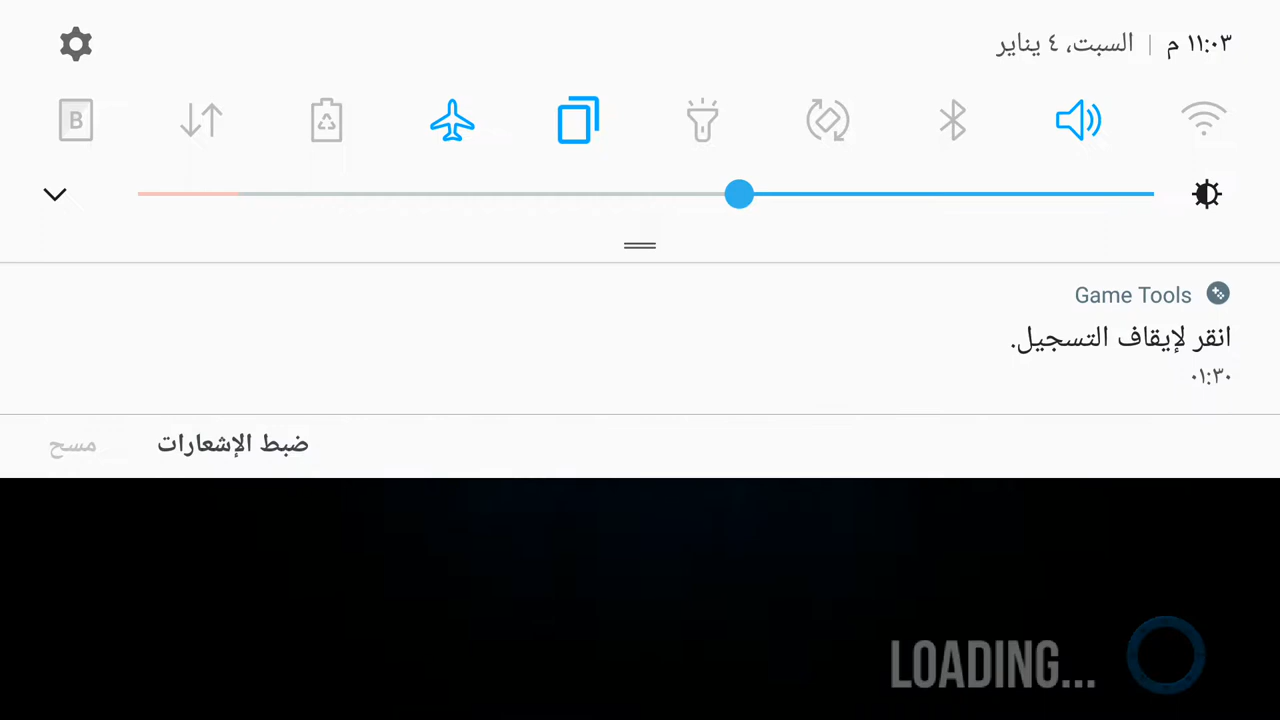 ١١:٠٣ م | السبت، ٤ يناير
B
Game Tools
انقر لإيقاف التسجيل.
٠١:٣٠
ضبط الإشعارات مسح
LOADING...